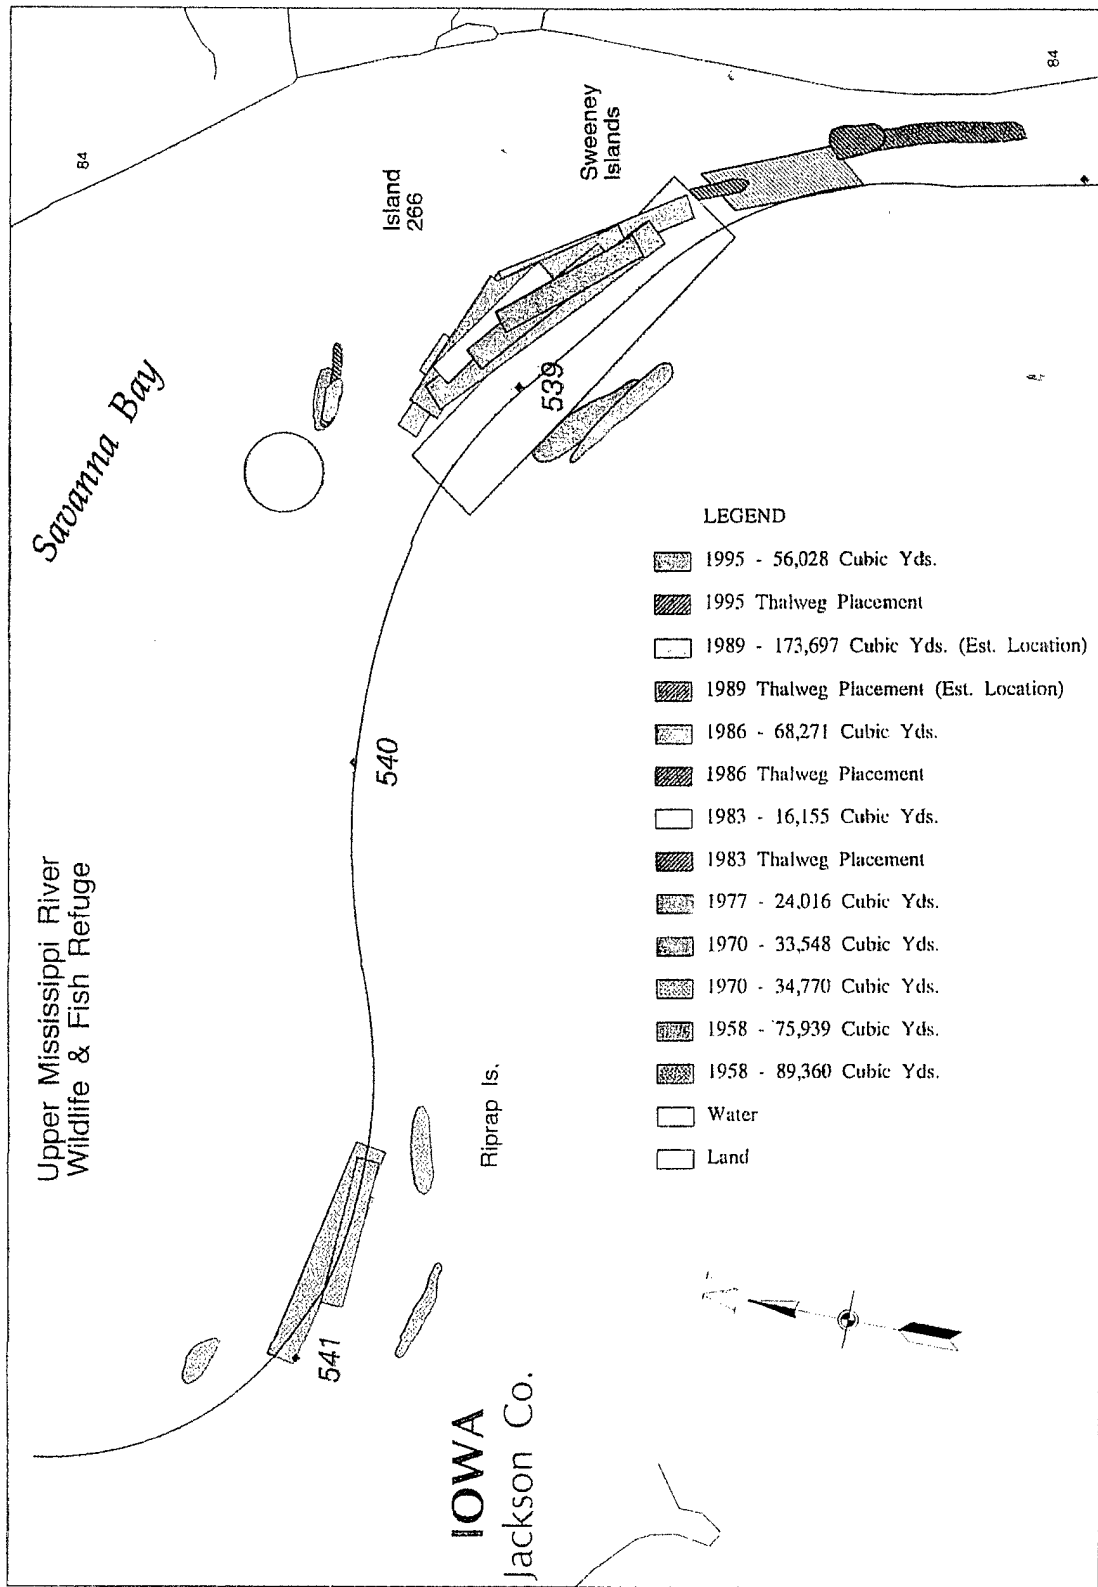 84
84
Savanna Bay
Island
266
Sweeney
Islands
539
540
541
Upper Mississippi River
Wildlife & Fish Refuge
Riprap Is.
IOWA
Jackson Co.
LEGEND
1995 - 56,028 Cubic Yds.
1995 Thalweg Placement
1989 - 173,697 Cubic Yds. (Est. Location)
1989 Thalweg Placement (Est. Location)
1986 - 68,271 Cubic Yds.
1986 Thalweg Placement
1983 - 16,155 Cubic Yds.
1983 Thalweg Placement
1977 - 24,016 Cubic Yds.
1970 - 33,548 Cubic Yds.
1970 - 34,770 Cubic Yds.
1958 - 75,939 Cubic Yds.
1958 - 89,360 Cubic Yds.
Water
Land